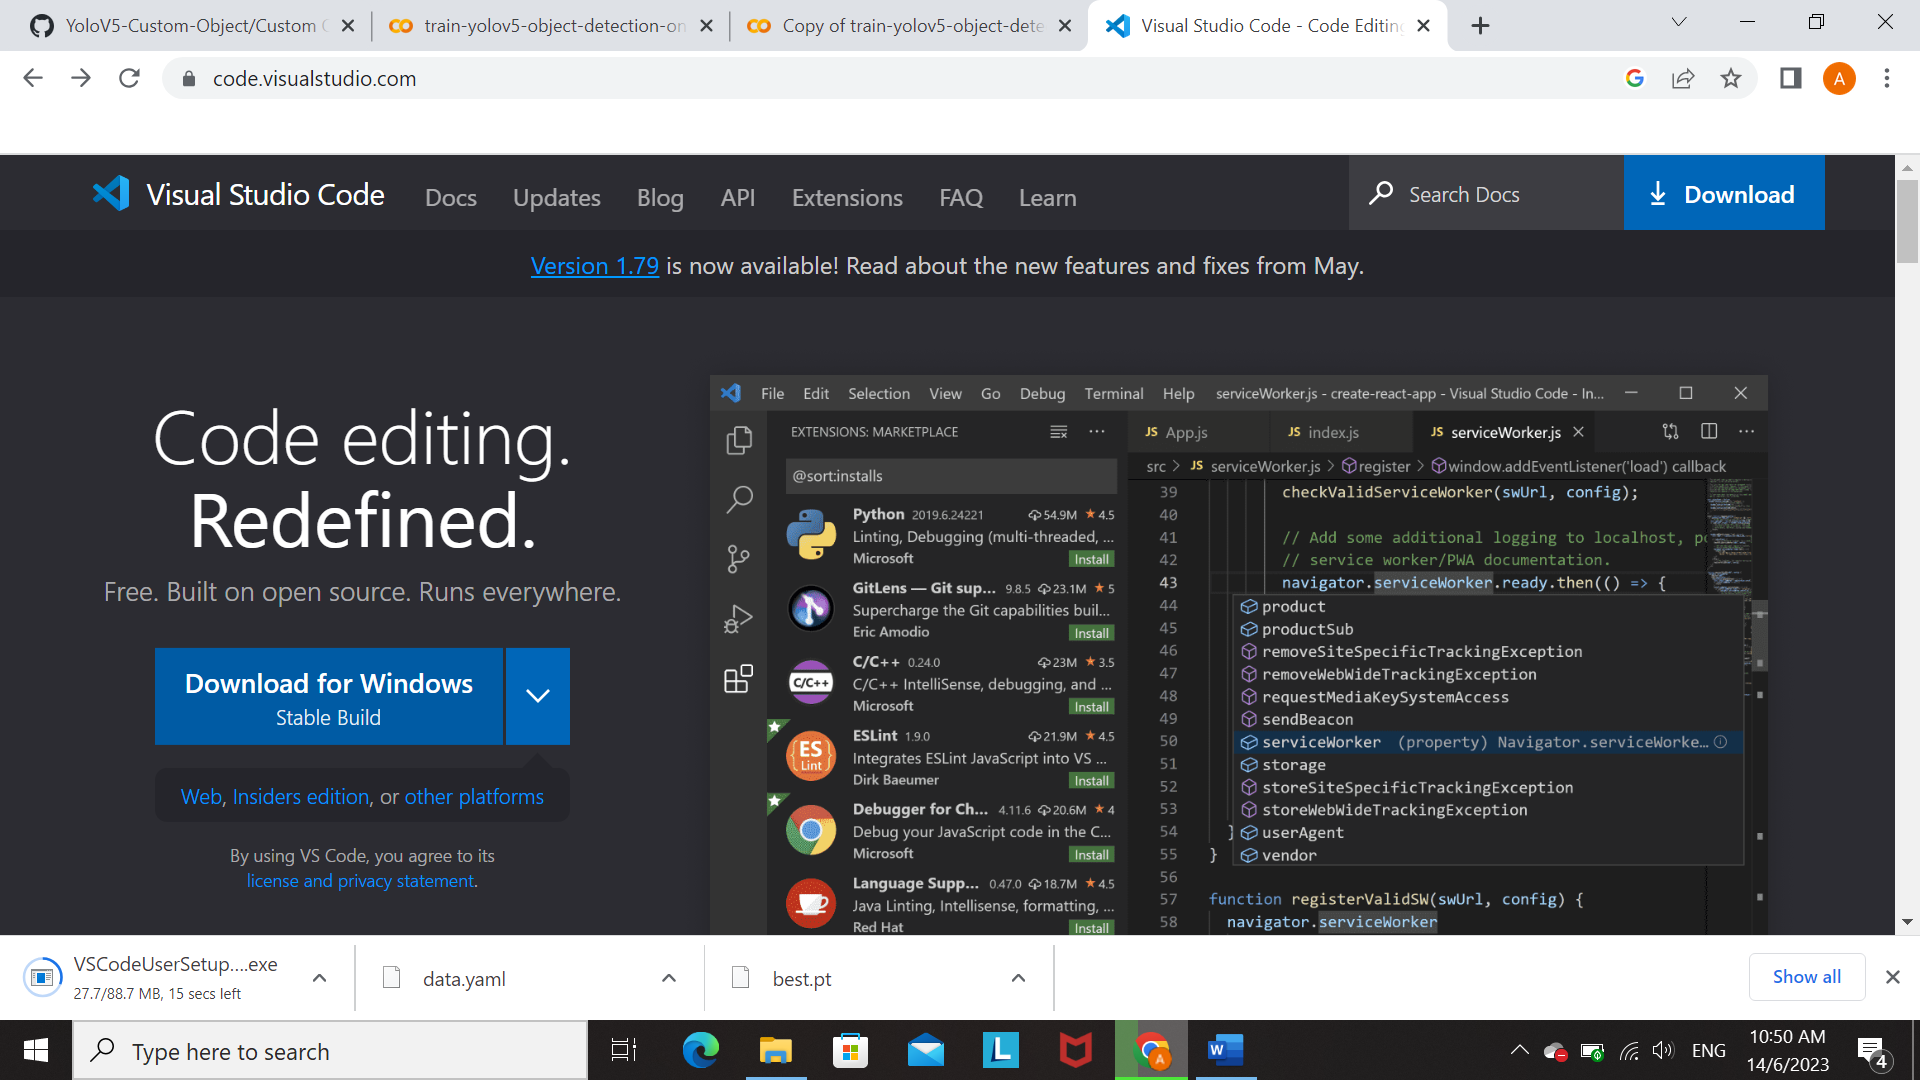 YoloV5-Custom-Object/Custom
train-yolov5-object-detection-on
Copy of train-yolov5-object-dete
Visual Studio Code - Code Editing
code.visualstudio.com
A
Visual Studio Code
Docs
Updates
Blog
API
Extensions
FAQ
Learn
Search Docs
Download
Version 1.79 is now available! Read about the new features and fixes from May.
Code editing.
Redefined.
Free. Built on open source. Runs everywhere.
Download for Windows
Stable Build
Web, Insiders edition, or other platforms
By using VS Code, you agree to its
license and privacy statement.
File Edit Selection View Go Debug Terminal Help serviceWorker.js - create-react-app - Visual Studio Code - In...
EXTENSIONS: MARKETPLACE
@sort:installs
Python 2019.6.24221 54.9M ★ 4.5
Linting, Debugging (multi-threaded, ...
Microsoft Install
GitLens — Git sup... 9.8.5 23.1M ★ 5
Supercharge the Git capabilities buil...
Eric Amodio Install
C/C++
C/C++ 0.24.0 23M ★ 3.5
C/C++ IntelliSense, debugging, and ...
Microsoft Install
ES
Lint
ESLint 1.9.0 21.9M ★ 4.5
Integrates ESLint JavaScript into VS ...
Dirk Baeumer Install
Debugger for Ch... 4.11.6 20.6M ★ 4
Debug your JavaScript code in the C...
Microsoft Install
Language Supp... 0.47.0 18.7M ★ 4.5
Java Linting, Intellisense, formatting, ...
Red Hat Install
JS App.js
JS index.js
JS serviceWorker.js
src > JS serviceWorker.js > register > window.addEventListener('load') callback
39 checkValidServiceWorker(swUrl, config);
40
41 // Add some additional logging to localhost, po
42 // service worker/PWA documentation.
43 navigator.serviceWorker.ready.then(() => {
44 product
45 productSub
46 removeSiteSpecificTrackingException
47 removeWebWideTrackingException
48 requestMediaKeySystemAccess
49 sendBeacon
50 serviceWorker (property) Navigator.serviceWorke...
51 storage
52 storeSiteSpecificTrackingException
53 storeWebWideTrackingException
54 } userAgent
55 } vendor
56
57 function registerValidSW(swUrl, config) {
58 navigator.serviceWorker
VSCodeUserSetup....exe
27.7/88.7 MB, 15 secs left
data.yaml
best.pt
Show all
Type here to search
L
A
W
ENG
10:50 AM
14/6/2023
4